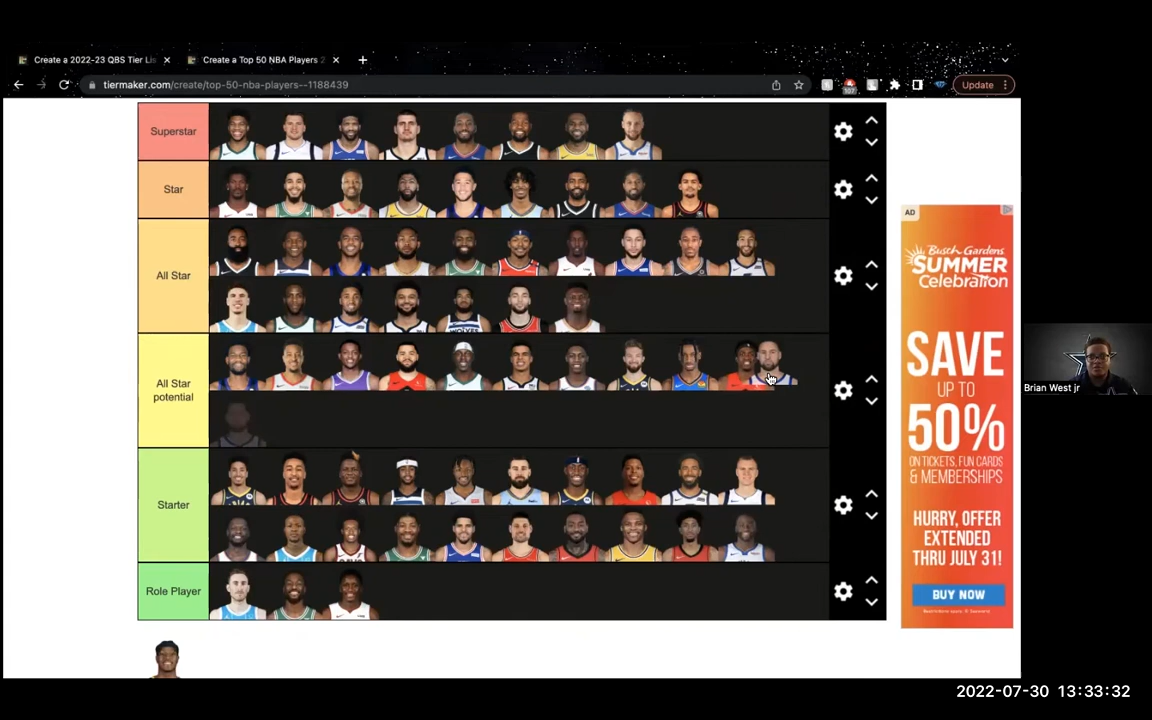 Create a 2022-23 QBS Tier Lis
Create a Top 50 NBA Players 2
tiermaker.com/create/top-50-nba-players--1188439
107
Update
Superstar
Star
All Star
All Star
potential
Starter
Role Player
WOLVES
AD
Busch Gardens
SUMMER
Celebration
SAVE
UP TO
50%
ON TICKETS, FUN CARDS
& MEMBERSHIPS
HURRY, OFFER
EXTENDED
THRU JULY 31!
BUY NOW
Brian West jr
2022-07-30 13:33:32